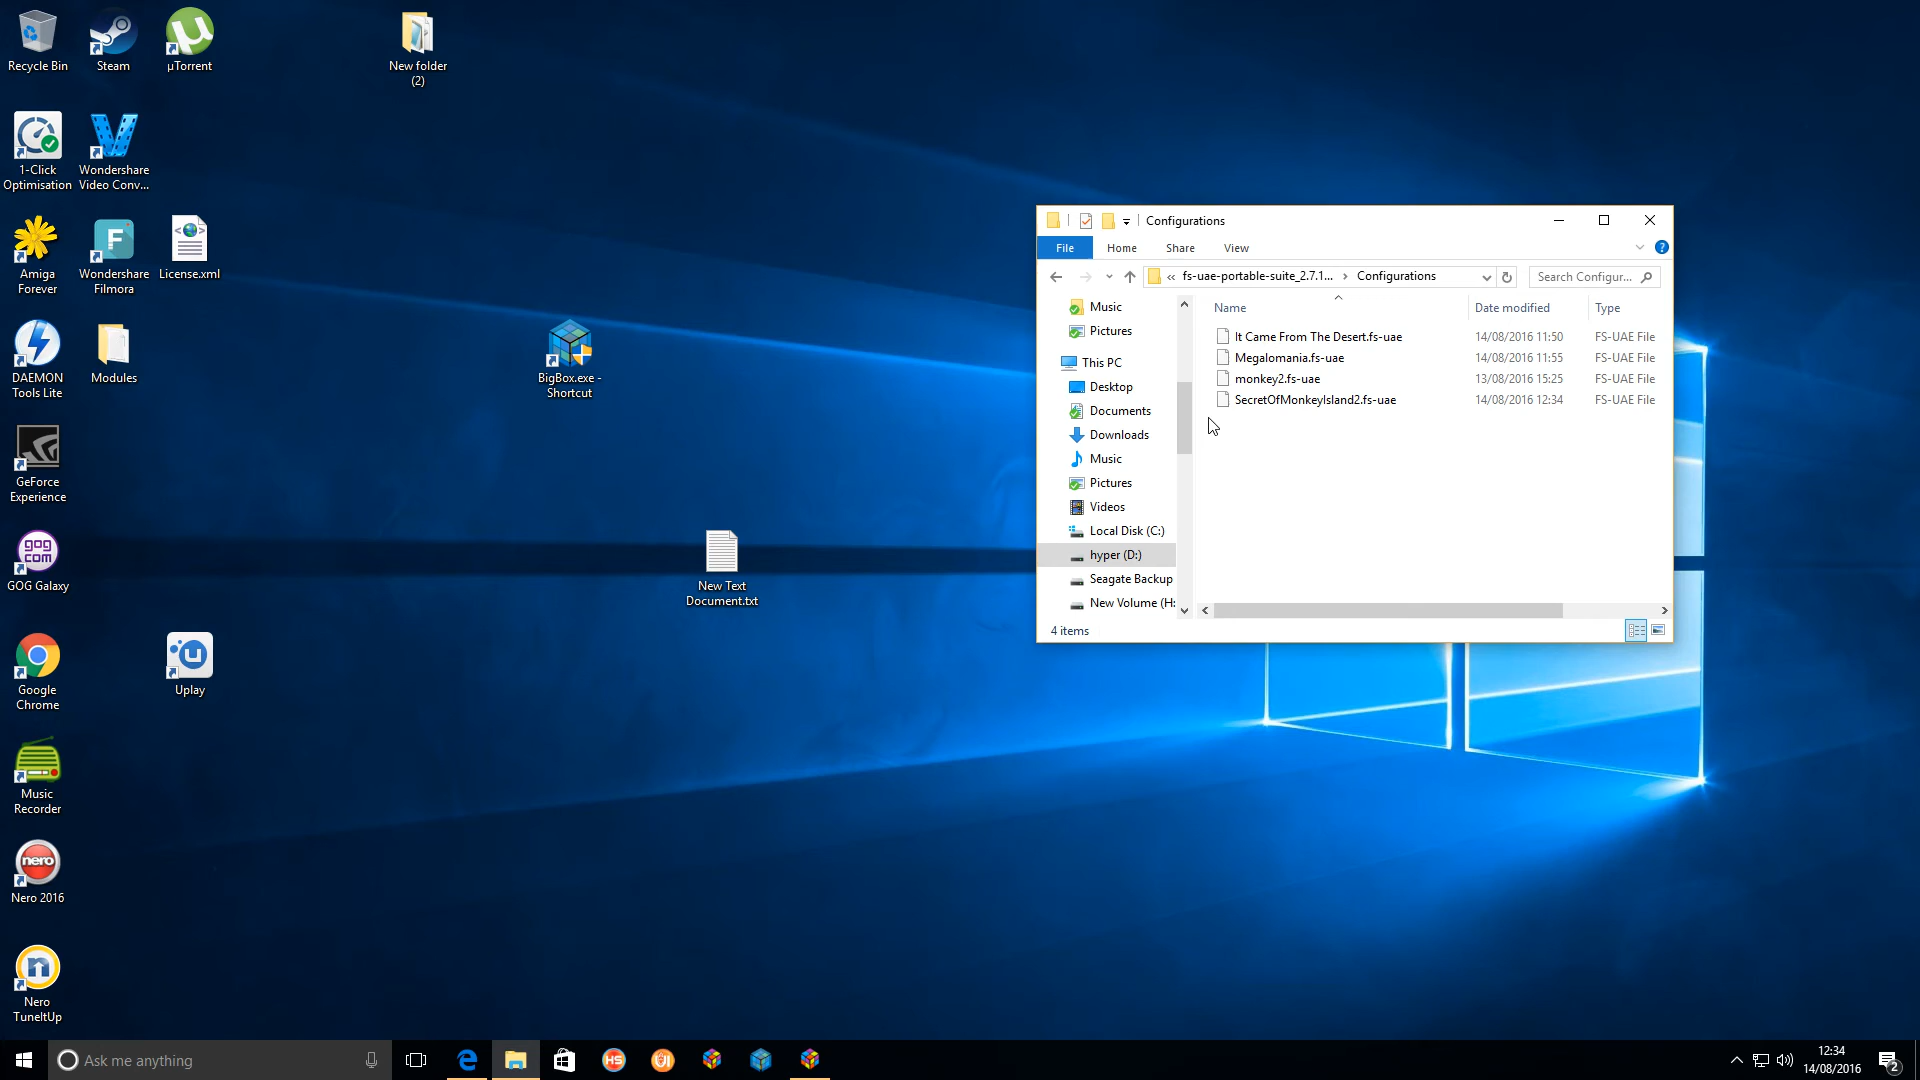 Recycle Bin
Steam
µTorrent
New folder
(2)
1-Click
Optimisation
Wondershare
Video Conv...
Amiga
Forever
Wondershare
Filmora
License.xml
DAEMON
Tools Lite
Modules
BigBox.exe -
Shortcut
GeForce
Experience
gog
com
GOG Galaxy
New Text
Document.txt
Google
Chrome
Uplay
Music
Recorder
nero
Nero 2016
Nero
TuneItUp
Configurations
File
Home
Share
View
« fs-uae-portable-suite_2.7.1... › Configurations
Search Configur...
Music
Pictures
This PC
Desktop
Documents
Downloads
Music
Pictures
Videos
Local Disk (C:)
hyper (D:)
Seagate Backup
New Volume (H:
Name
Date modified
Type
It Came From The Desert.fs-uae
14/08/2016 11:50
FS-UAE File
Megalomania.fs-uae
14/08/2016 11:55
FS-UAE File
monkey2.fs-uae
13/08/2016 15:25
FS-UAE File
SecretOfMonkeyIsland2.fs-uae
14/08/2016 12:34
FS-UAE File
4 items
Ask me anything
HS
12:34
14/08/2016
2